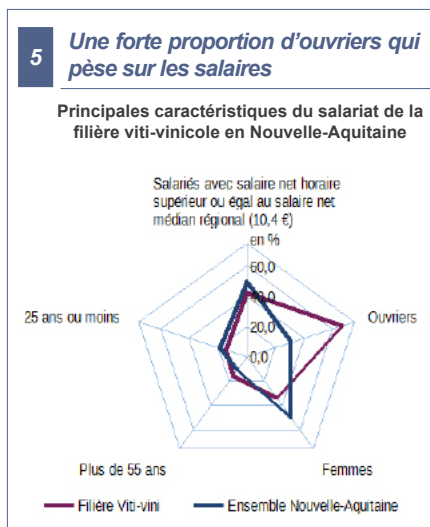 5
Une forte proportion d’ouvriers qui
pèse sur les salaires
Principales caractéristiques du salariat de la
filière viti-vinicole en Nouvelle-Aquitaine
Salariés avec salaire net horaire
supérieur ou égal au salaire net
médian régional (10,4 €)
en %
60,0
40,0
20,0
0,0
25 ans ou moins
Ouvriers
Plus de 55 ans
Femmes
Filière Viti-vini
Ensemble Nouvelle-Aquitaine